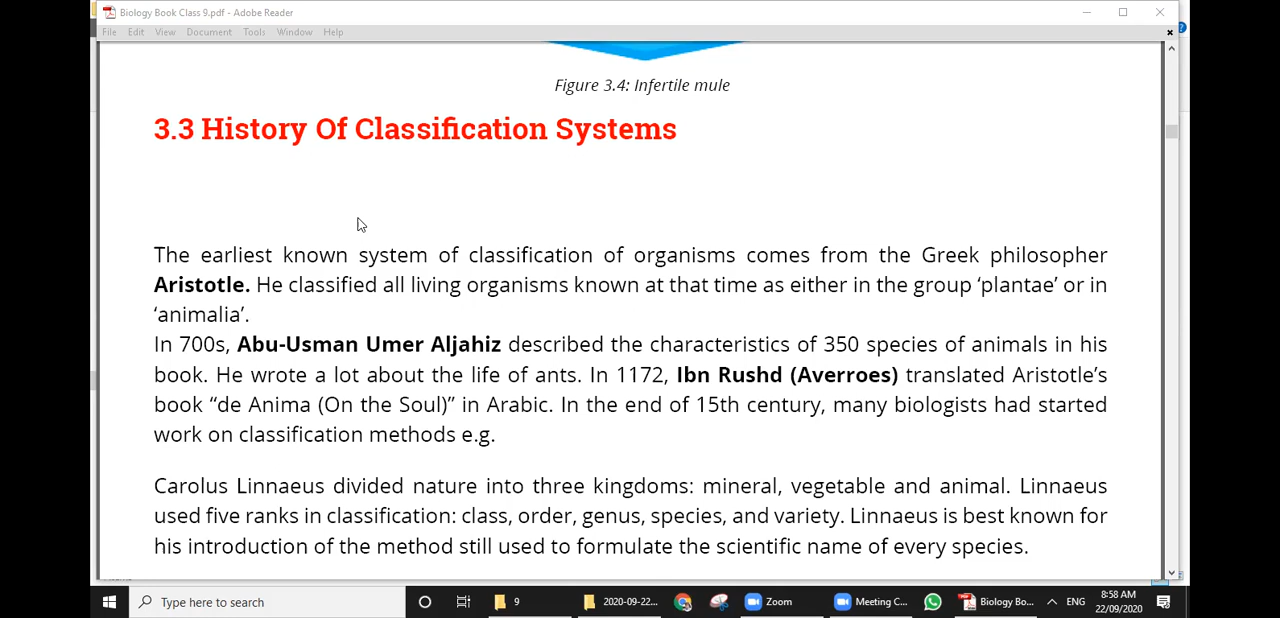 Biology Book Class 9.pdf - Adobe Reader
File Edit View Document Tools Window Help
Figure 3.4: Infertile mule
3.3 History Of Classification Systems
The earliest known system of classification of organisms comes from the Greek philosopher
Aristotle. He classified all living organisms known at that time as either in the group ‘plantae’ or in
‘animalia’.
In 700s, Abu-Usman Umer Aljahiz described the characteristics of 350 species of animals in his
book. He wrote a lot about the life of ants. In 1172, Ibn Rushd (Averroes) translated Aristotle’s
book “de Anima (On the Soul)” in Arabic. In the end of 15th century, many biologists had started
work on classification methods e.g.
Carolus Linnaeus divided nature into three kingdoms: mineral, vegetable and animal. Linnaeus
used five ranks in classification: class, order, genus, species, and variety. Linnaeus is best known for
his introduction of the method still used to formulate the scientific name of every species.
Type here to search 9 2020-09-22... Zoom Meeting C... Biology Bo... ENG 8:58 AM
22/09/2020